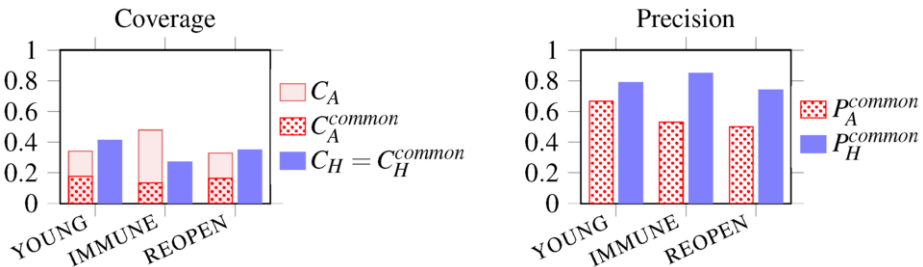 Coverage
1
0.8
0.6
0.4
0.2
0
YOUNG
IMMUNE
REOPEN
C_A
C_A^common
C_H = C_H^common
Precision
1
0.8
0.6
0.4
0.2
0
YOUNG
IMMUNE
REOPEN
P_A^common
P_H^common